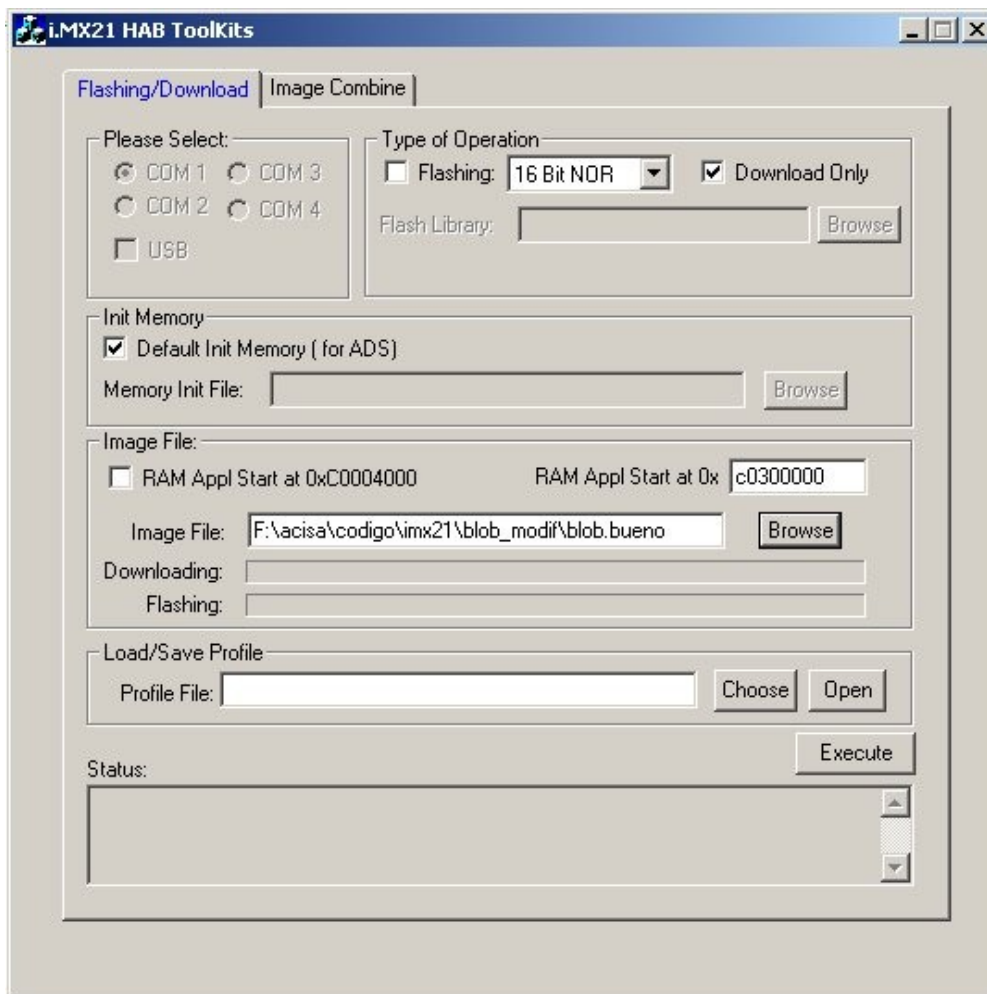 i.MX21 HAB ToolKits
Flashing/Download Image Combine
Please Select:
COM 1 COM 3
COM 2 COM 4
USB
Type of Operation
Flashing: 16 Bit NOR Download Only
Flash Library: Browse
Init Memory
Default Init Memory ( for ADS)
Memory Init File: Browse
Image File:
RAM Appl Start at 0xC0004000 RAM Appl Start at 0x c0300000
Image File: F:\acisa\codigo\imx21\blob_modif\blob.bueno Browse
Downloading:
Flashing:
Load/Save Profile
Profile File: Choose Open
Execute
Status: